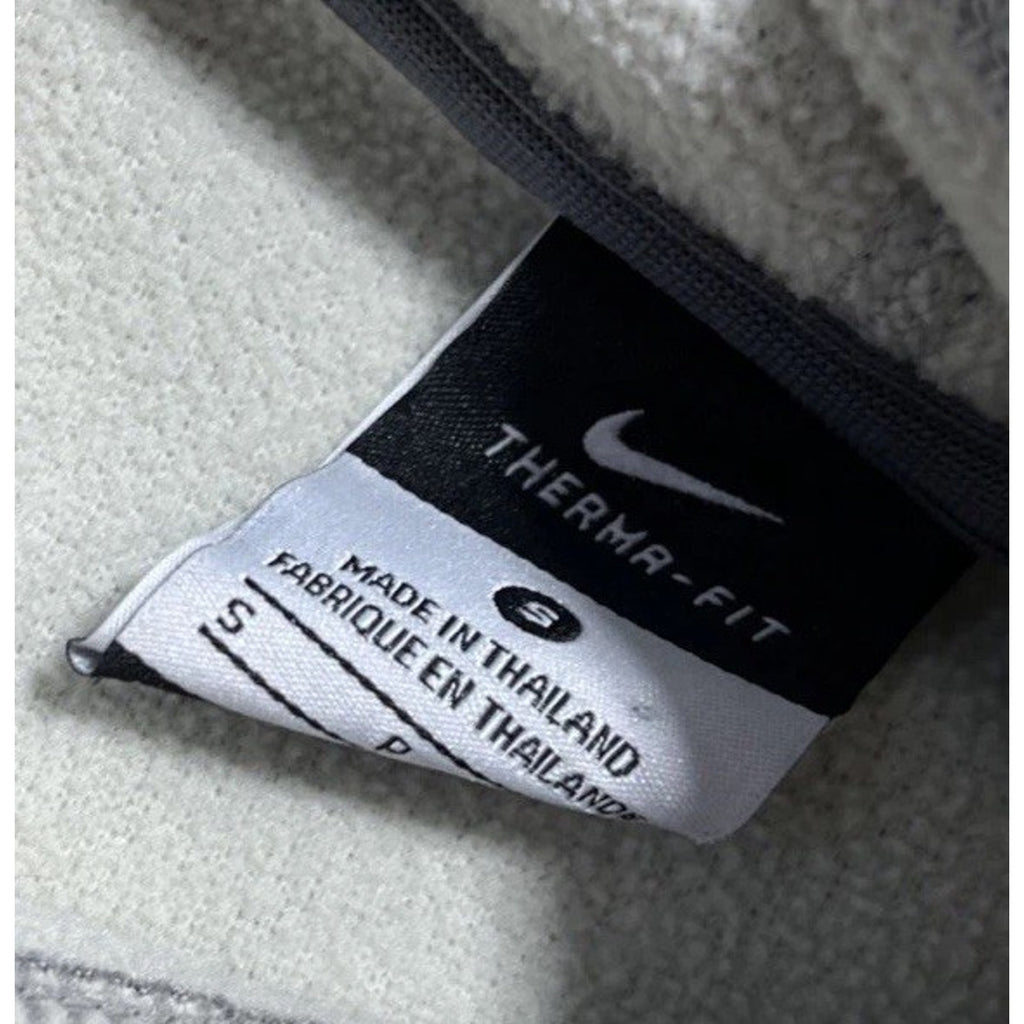 THERMA-FIT
S
MADE IN THAILAND
FABRIQUE EN THAILANDE
S P